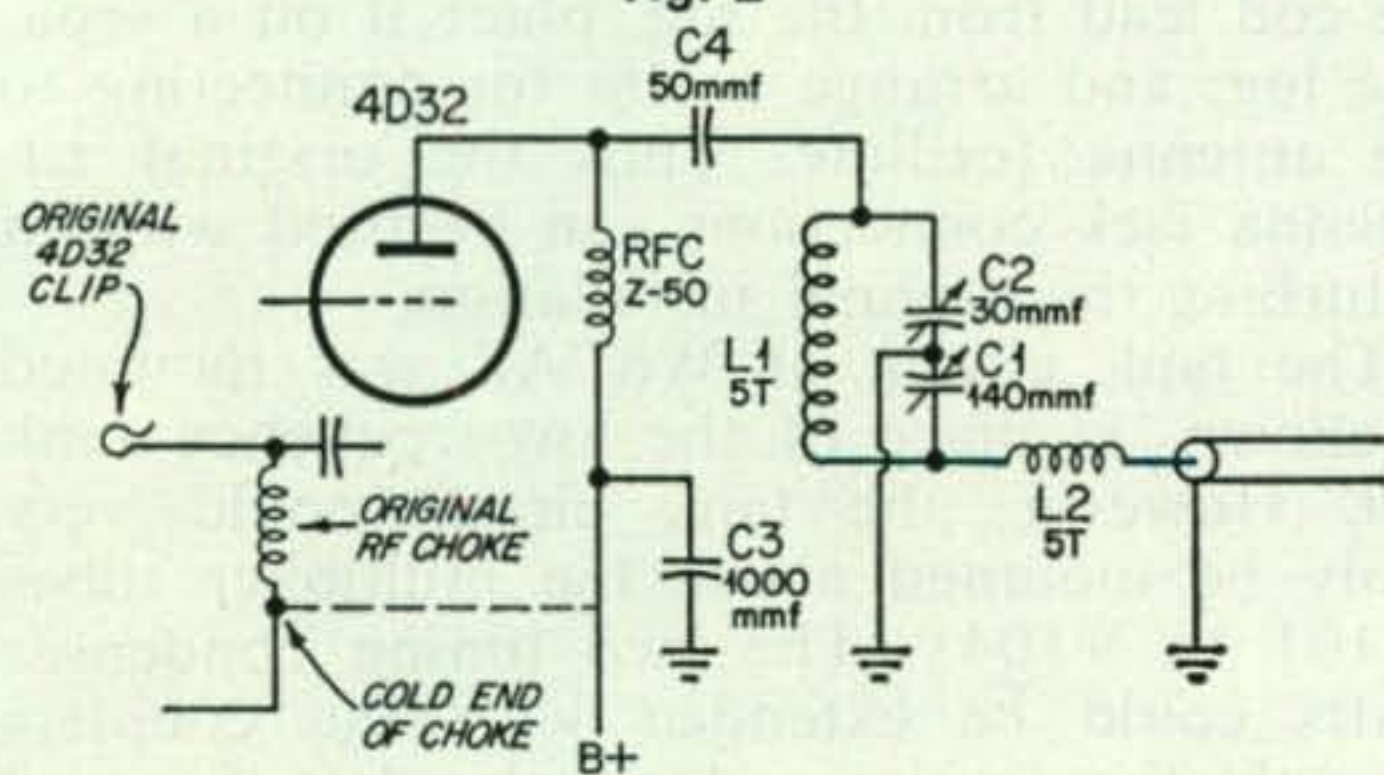 C4
50mmf
4D32
ORIGINAL
4D32
CLIP
RFC
Z-50
C2
30mmf
L1
5T
C1
140mmf
L2
5T
ORIGINAL
RF CHOKE
C3
1000
mmf
COLD END
OF CHOKE
B+